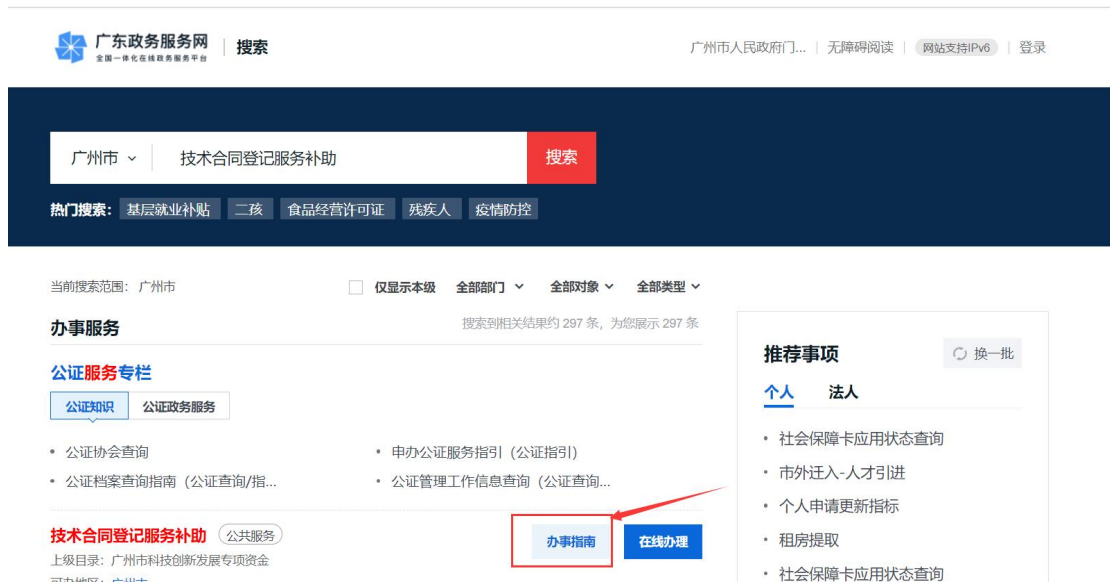 广东政务服务网
全国一体化在线政务服务平台
搜索
广州市人民政府门... 无障碍阅读 网站支持IPv6 登录
广州市 技术合同登记服务补助 搜索
热门搜索： 基层就业补贴 二孩 食品经营许可证 残疾人 疫情防控
当前搜索范围： 广州市 仅显示本级 全部部门 全部对象 全部类型
办事服务 搜索到相关结果约 297 条，为您展示 297 条
公证服务专栏
公证知识 公证政务服务
• 公证协会查询 • 申办公证服务指引（公证指引）
• 公证档案查询指南（公证查询/指... • 公证管理工作信息查询（公证查询...
技术合同登记服务补助 公共服务 办事指南 在线办理
上级目录：广州市科技创新发展专项资金
可办地区：广州市
推荐事项 换一批
个人 法人
• 社会保障卡应用状态查询
• 市外迁入-人才引进
• 个人申请更新指标
• 租房提取
• 社会保障卡应用状态查询